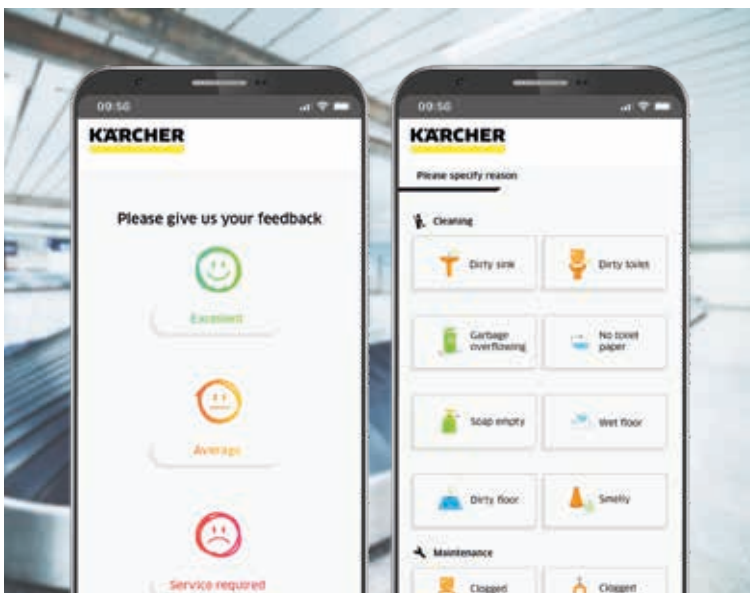 09:56
KÄRCHER
Please give us your feedback
Excellent
Average
Service required
09:56
KÄRCHER
Please specify reason
Cleaning
Dirty sink
Dirty toilet
Garbage
overflowing
No toilet
paper
Soap empty
Wet floor
Dirty floor
Smelly
Maintenance
Clogged
Clogged